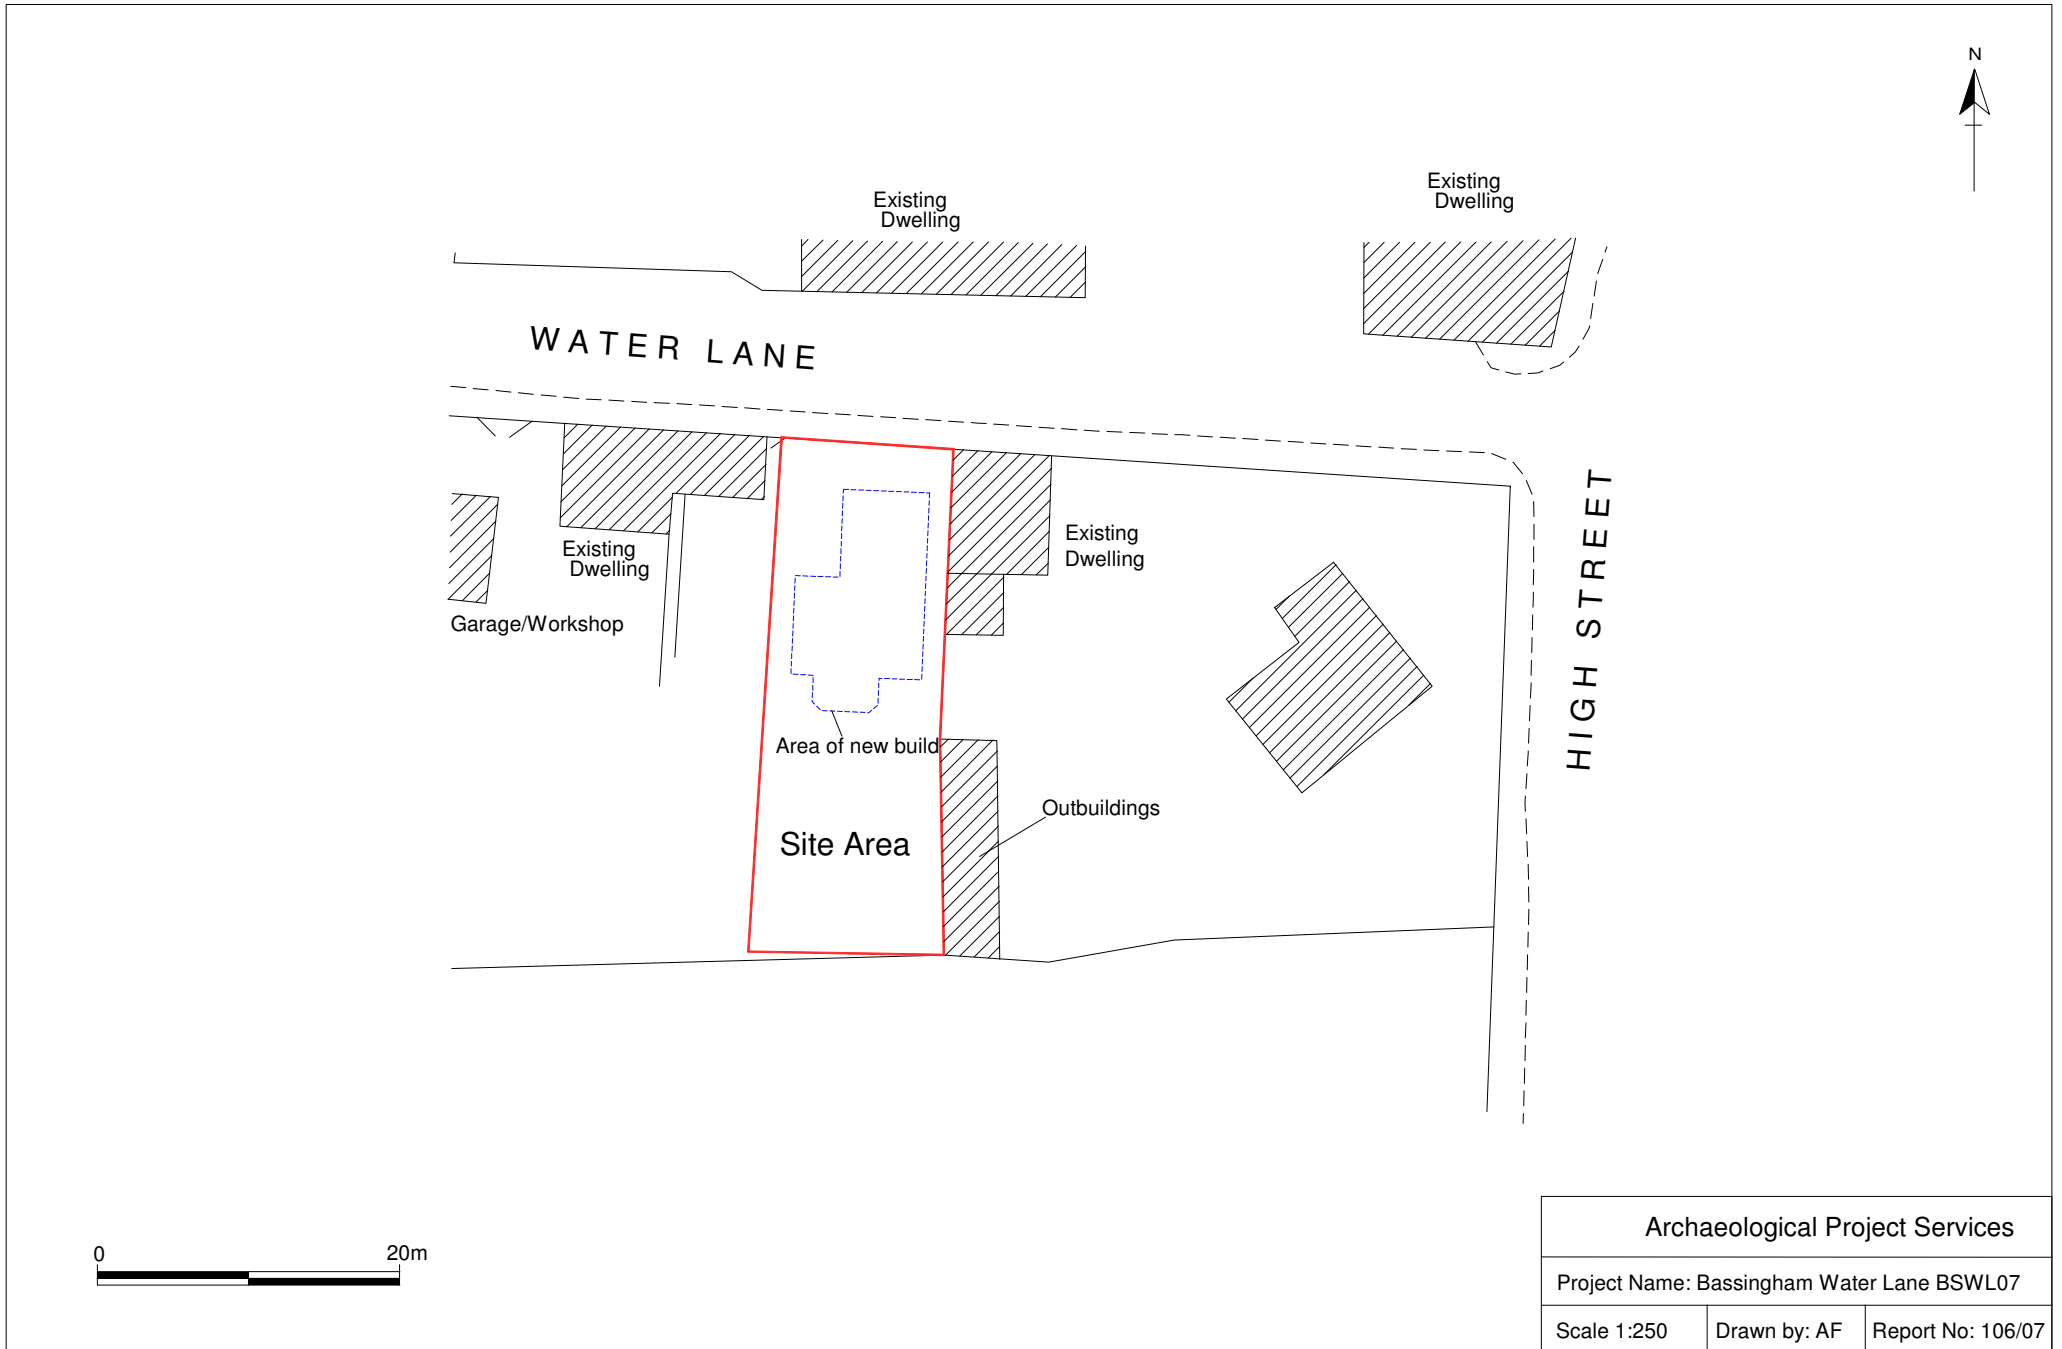 N
Existing
Dwelling
Existing
Dwelling
WATER LANE
Existing
Dwelling
Existing
Dwelling
Garage/Workshop
HIGH STREET
Area of new build
Outbuildings
Site Area
0 20m
Archaeological Project Services
Project Name: Bassingham Water Lane BSWL07
Scale 1:250 Drawn by: AF Report No: 106/07